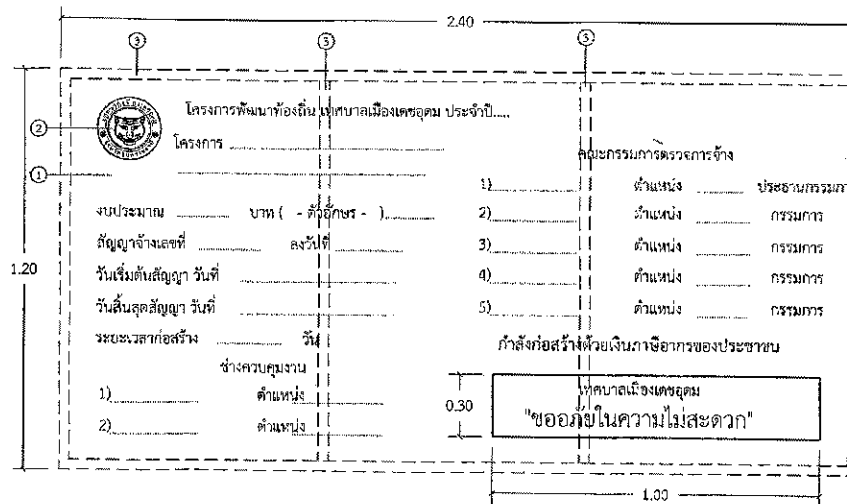 2.40
3 3 3
2
1
1.20
โครงการพัฒนาท้องถิ่น เทศบาลเมืองเดชอุดม ประจำปี.....
โครงการ
งบประมาณ บาท ( - ตัวอักษร - )
สัญญาจ้างเลขที่ ลงวันที่
วันเริ่มต้นสัญญา วันที่
วันสิ้นสุดสัญญา วันที่
ระยะเวลาก่อสร้าง วัน
ช่างควบคุมงาน
1) ตำแหน่ง
2) ตำแหน่ง
คณะกรรมการตรวจการจ้าง
1) ตำแหน่ง ประธานกรรมกา
2) ตำแหน่ง กรรมการ
3) ตำแหน่ง กรรมการ
4) ตำแหน่ง กรรมการ
5) ตำแหน่ง กรรมการ
กำลังก่อสร้างด้วยเงินภาษีอากรของประชาชน
0.30
เทศบาลเมืองเดชอุดม
"ขออภัยในความไม่สะดวก"
1.00